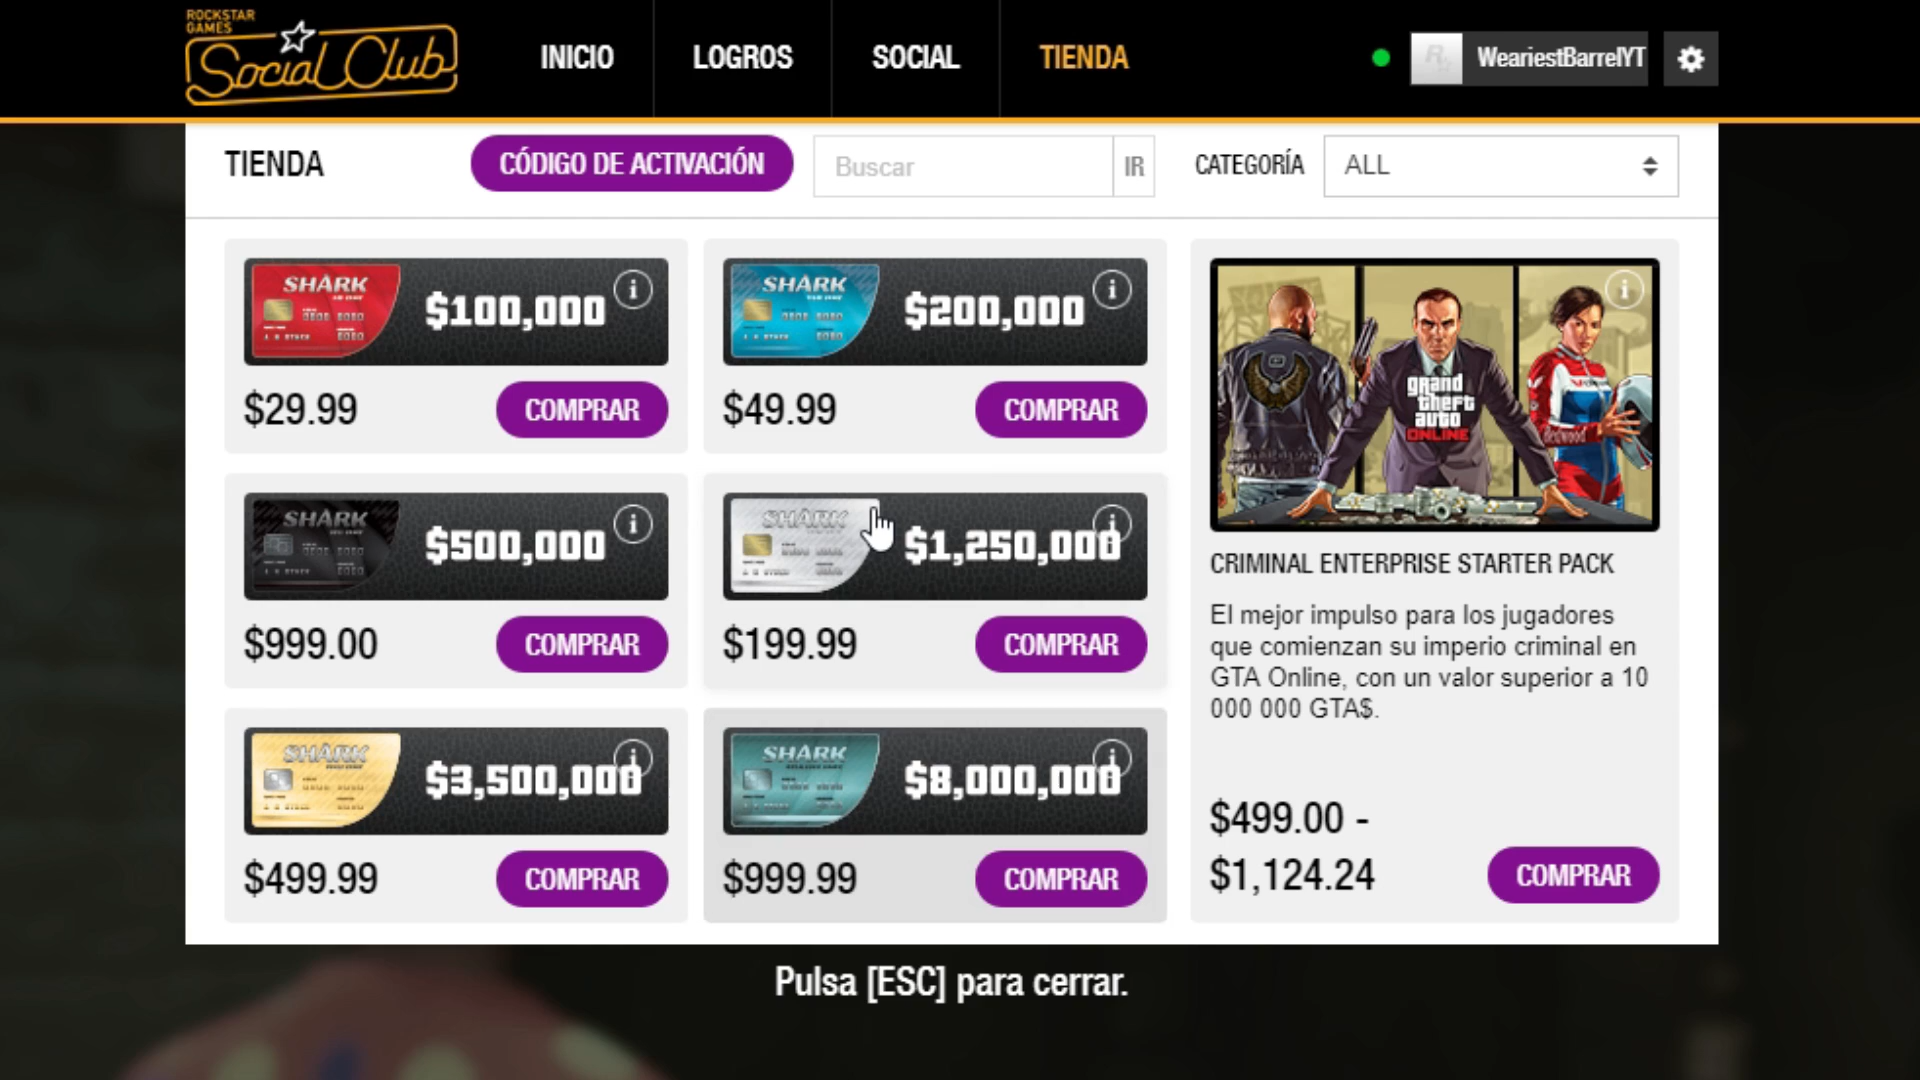 ROCKSTAR
GAMES
Social Club
INICIO
LOGROS
SOCIAL
TIENDA
WeariestBarrelYT
TIENDA
CÓDIGO DE ACTIVACIÓN
Buscar
IR
CATEGORÍA
ALL
SHARK
$100,000
$29.99
COMPRAR
SHARK
$200,000
$49.99
COMPRAR
SHARK
$500,000
$999.00
COMPRAR
SHARK
$1,250,000
$199.99
COMPRAR
SHARK
$3,500,000
$499.99
COMPRAR
SHARK
$8,000,000
$999.99
COMPRAR
grand
theft
auto
ONLINE
CRIMINAL ENTERPRISE STARTER PACK
El mejor impulso para los jugadores
que comienzan su imperio criminal en
GTA Online, con un valor superior a 10
000 000 GTA$.
$499.00 -
$1,124.24
COMPRAR
Pulsa [ESC] para cerrar.